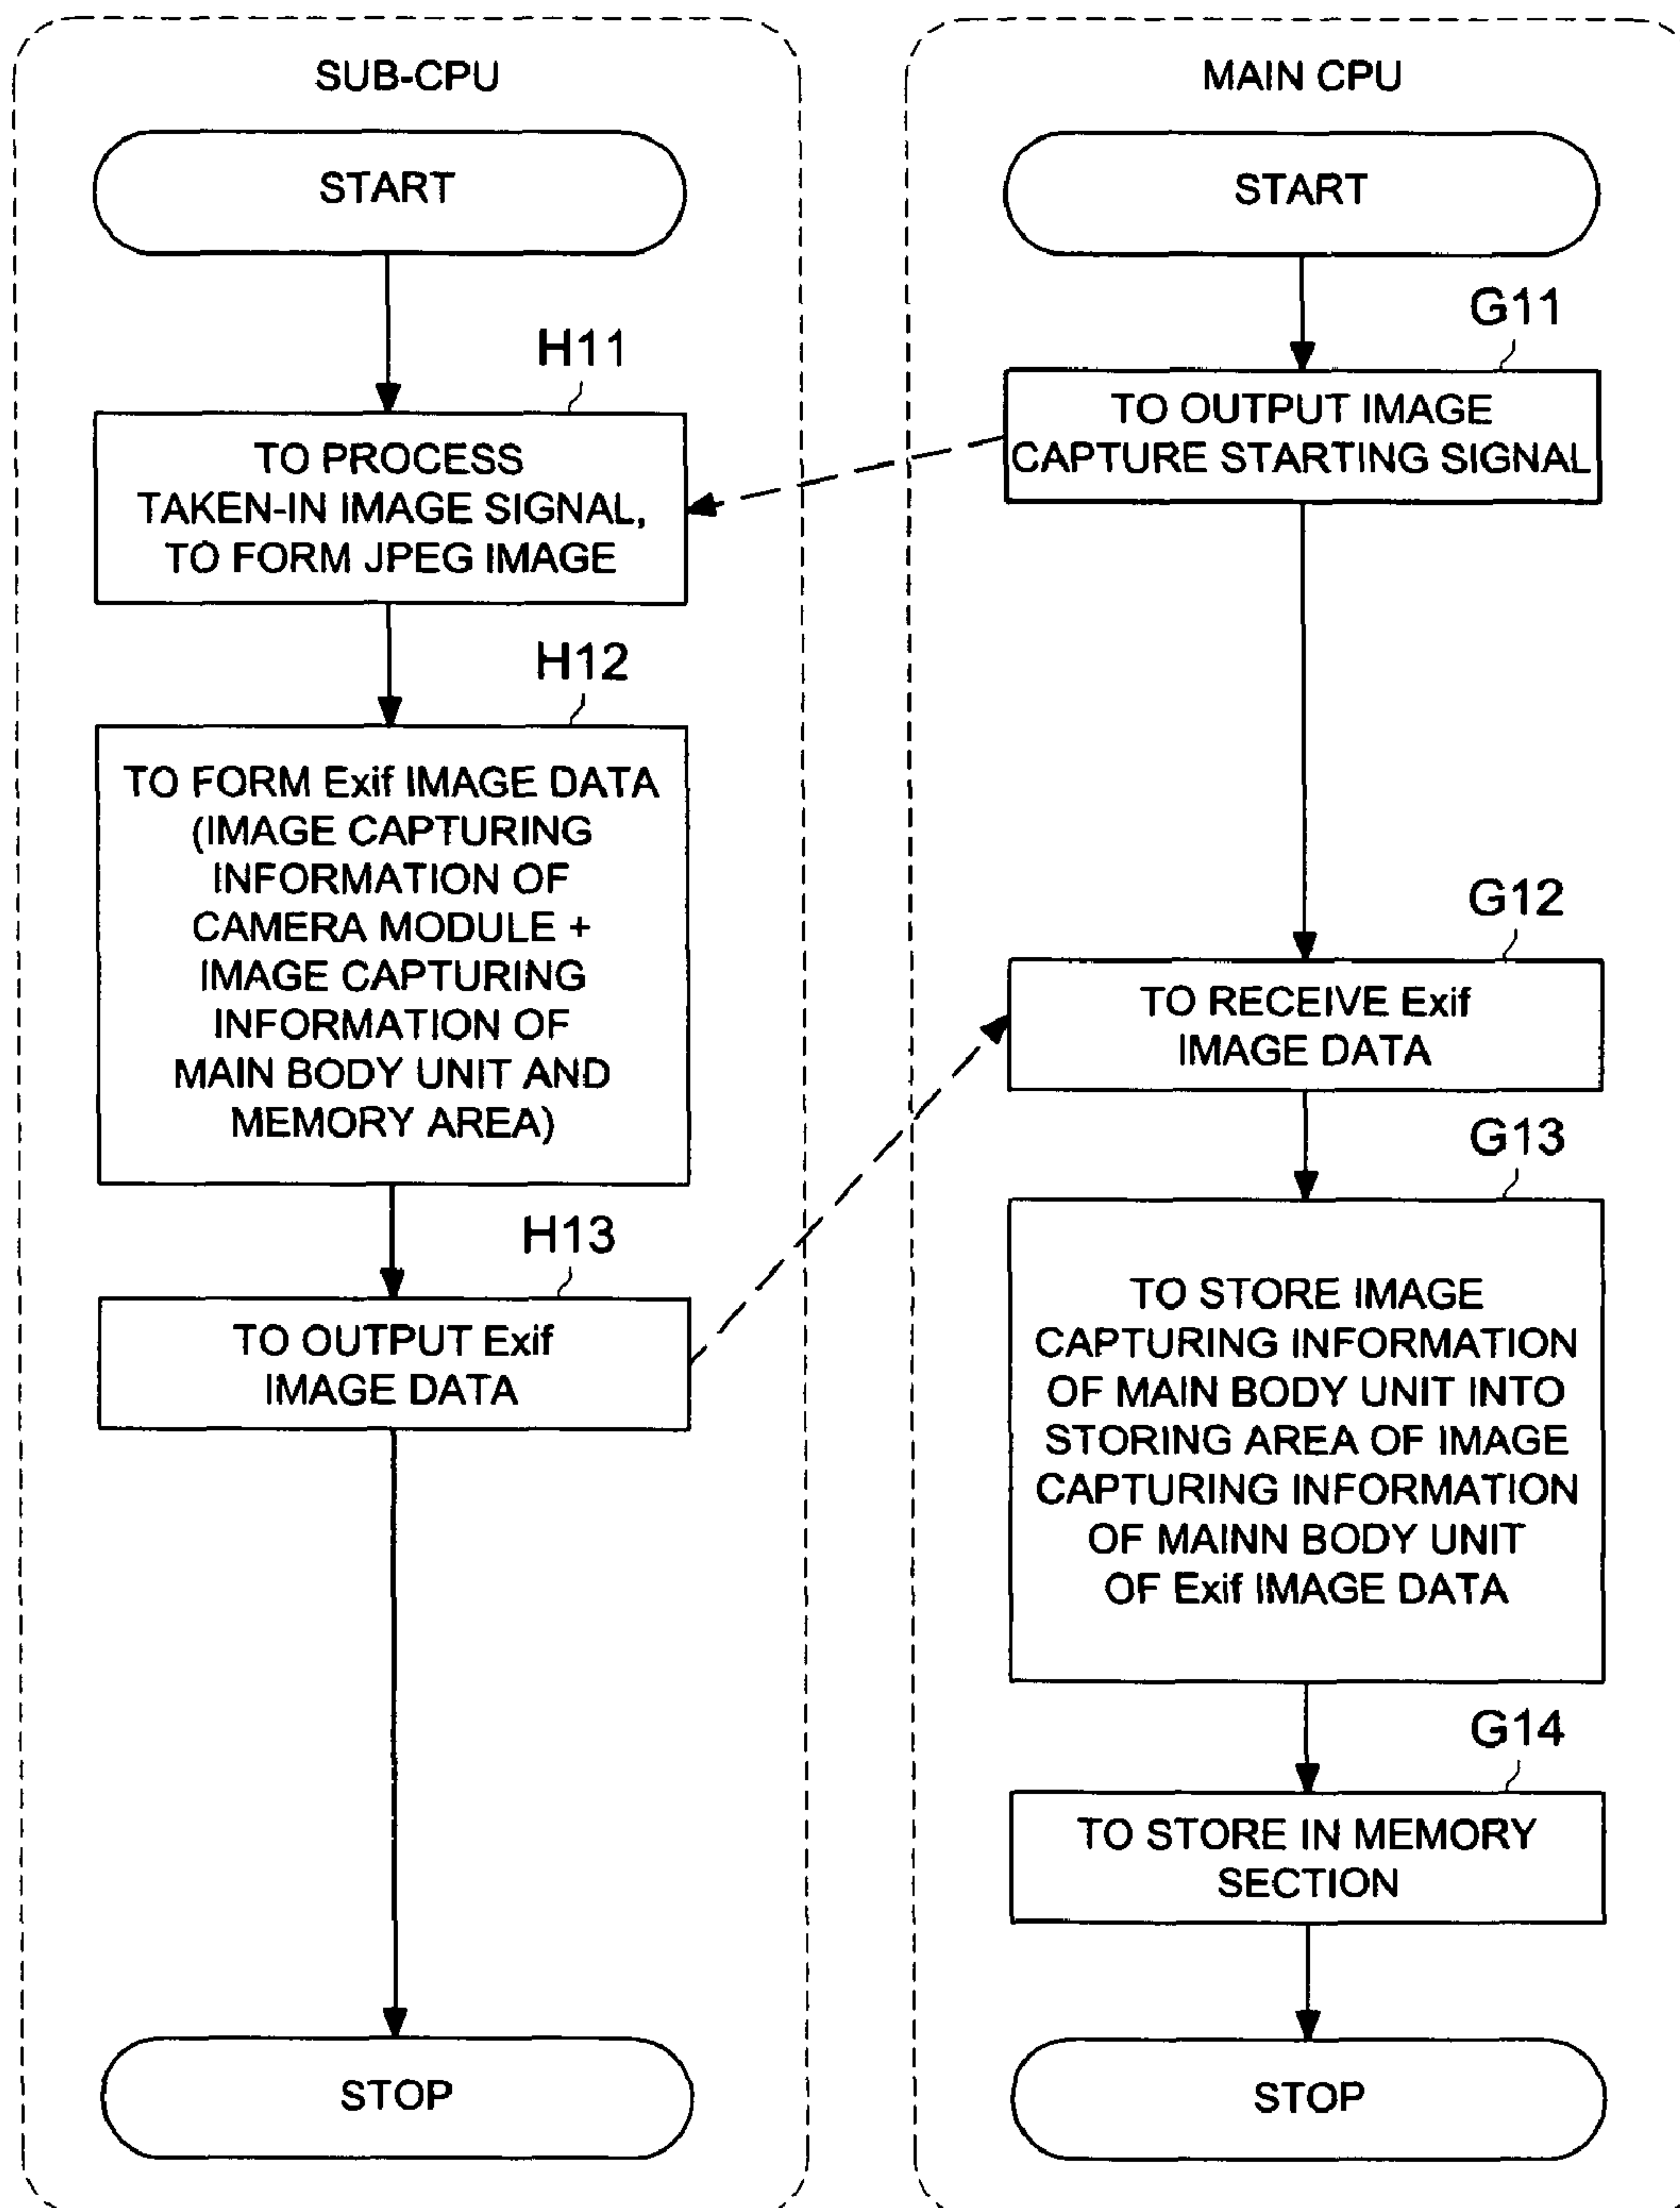 SUB-CPU
START
H11
TO PROCESS
TAKEN-IN IMAGE SIGNAL,
TO FORM JPEG IMAGE
H12
TO FORM Exif IMAGE DATA
(IMAGE CAPTURING
INFORMATION OF
CAMERA MODULE +
IMAGE CAPTURING
INFORMATION OF
MAIN BODY UNIT AND
MEMORY AREA)
H13
TO OUTPUT Exif
IMAGE DATA
STOP
MAIN CPU
START
G11
TO OUTPUT IMAGE
CAPTURE STARTING SIGNAL
G12
TO RECEIVE Exif
IMAGE DATA
G13
TO STORE IMAGE
CAPTURING INFORMATION
OF MAIN BODY UNIT INTO
STORING AREA OF IMAGE
CAPTURING INFORMATION
OF MAINN BODY UNIT
OF Exif IMAGE DATA
G14
TO STORE IN MEMORY
SECTION
STOP